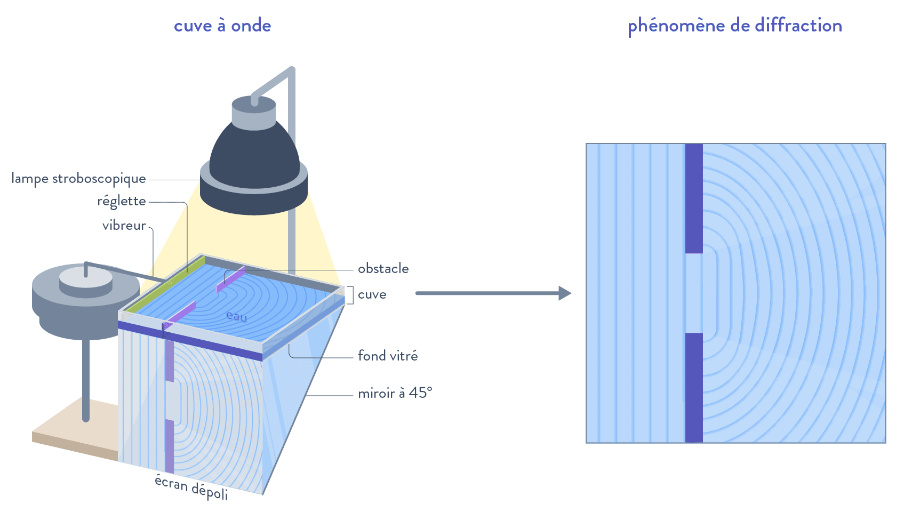 cuve à onde
phénomène de diffraction
lampe stroboscopique
réglette
vibreur
obstacle
cuve
eau
fond vitré
miroir à 45°
écran dépoli